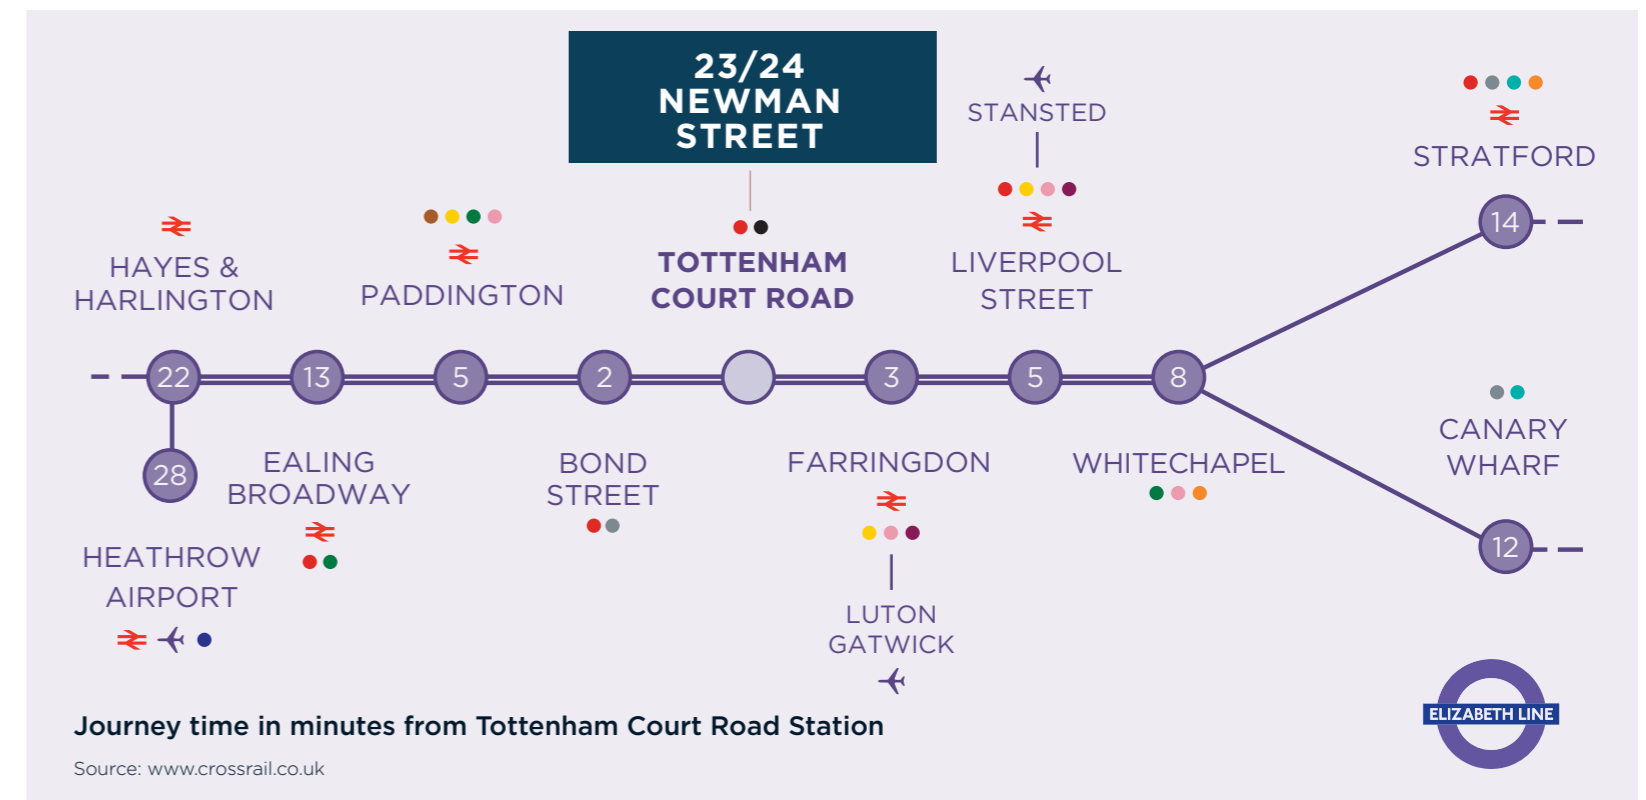 23/24
NEWMAN
STREET
STANSTED
STRATFORD
14
HAYES &
HARLINGTON
PADDINGTON
TOTTENHAM
COURT ROAD
LIVERPOOL
STREET
22
13
5
2
3
5
8
28
HEATHROW
AIRPORT
EALING
BROADWAY
BOND
STREET
FARRINGDON
LUTON
GATWICK
WHITECHAPEL
CANARY
WHARF
12
Journey time in minutes from Tottenham Court Road Station
Source: www.crossrail.co.uk
ELIZABETH LINE